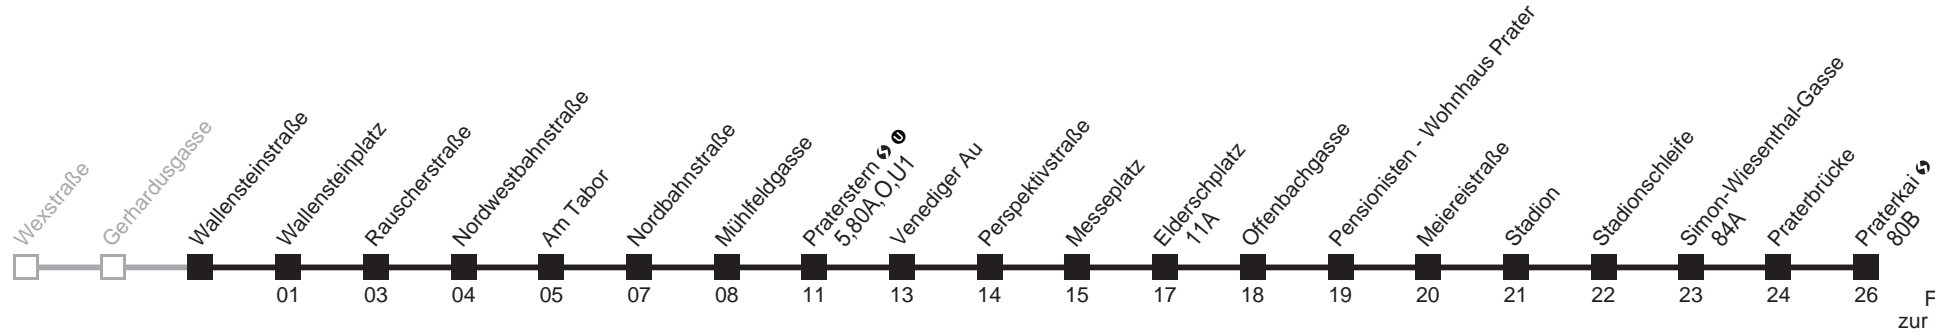 Wexstraße
Gerhardusgasse
Wallensteinstraße
Wallensteinplatz
Rauscherstraße
Nordwestbahnstraße
Am Tabor
Nordbahnstraße
Mühlfeldgasse
Praterstern S U
5,80A,O,U1
Venediger Au
Perspektivstraße
Messeplatz
Elderschplatz
11A
Offenbachgasse
Pensionisten - Wohnhaus Prater
Meiereistraße
Stadion
Stadionschleife
Simon-Wiesenthal-Gasse
84A
Praterbrücke
Praterkai S
80B
01 03 04 05 07 08 11 13 14 15 17 18 19 20 21 22 23 24 26
F
zur